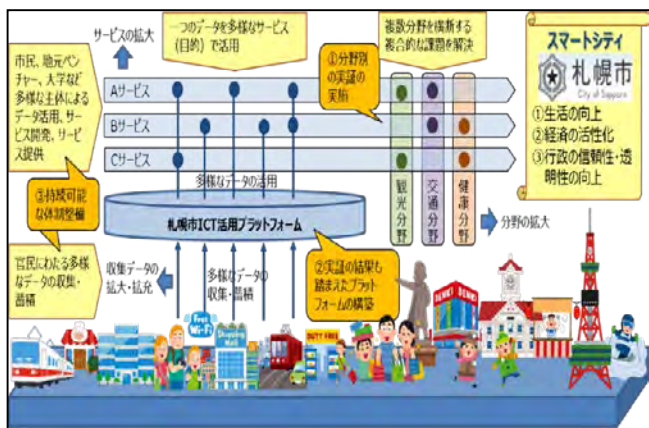 サービスの拡大
一つのデータを多様なサービス
(目的)で活用
複数分野を横断する
複合的な課題を解決
スマートシティ
札幌市
City of Sapporo
①生活の向上
②経済の活性化
③行政の信頼性・透
明性の向上
市民、地元ベン
チャー、大学など
多様な主体による
データ活用、サービ
ス開発、サービ
ス提供
①分野別
の実証の
実施
Aサービス
Bサービス
Cサービス
多様なデータの活用
観光分野
交通分野
健康分野
分野の拡大
③持続可能
な体制整備
札幌市ICT活用プラットフォーム
官民にわたる多様
なデータの収集・
蓄積
収集データの
拡大・拡充
多様なデータの
収集・蓄積
②実証の結果も
踏まえたプラット
フォームの構築
Free
Wi-Fi
Shopping
Mall
DUTY FREE